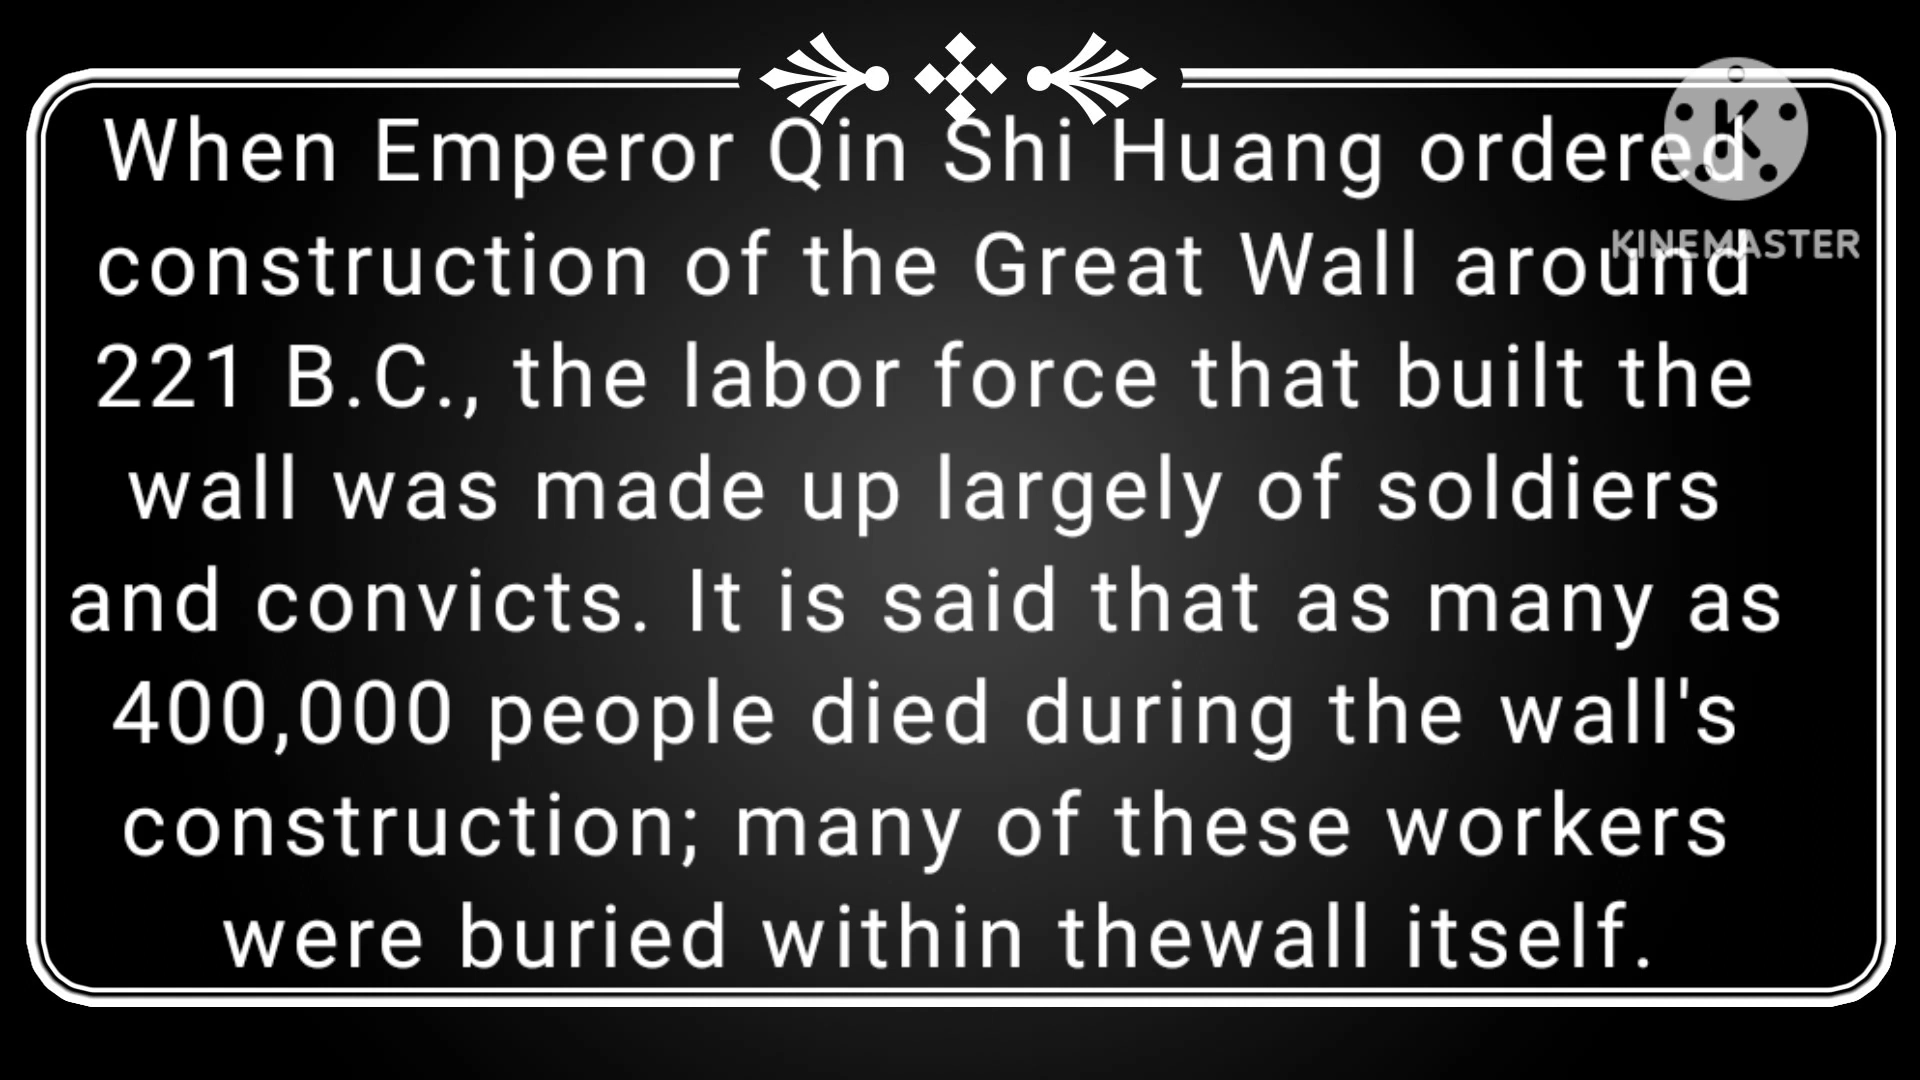 When Emperor Qin Shi Huang ordered
construction of the Great Wall around
221 B.C., the labor force that built the
wall was made up largely of soldiers
and convicts. It is said that as many as
400,000 people died during the wall's
construction; many of these workers
were buried within thewall itself.
K
KINEMASTER